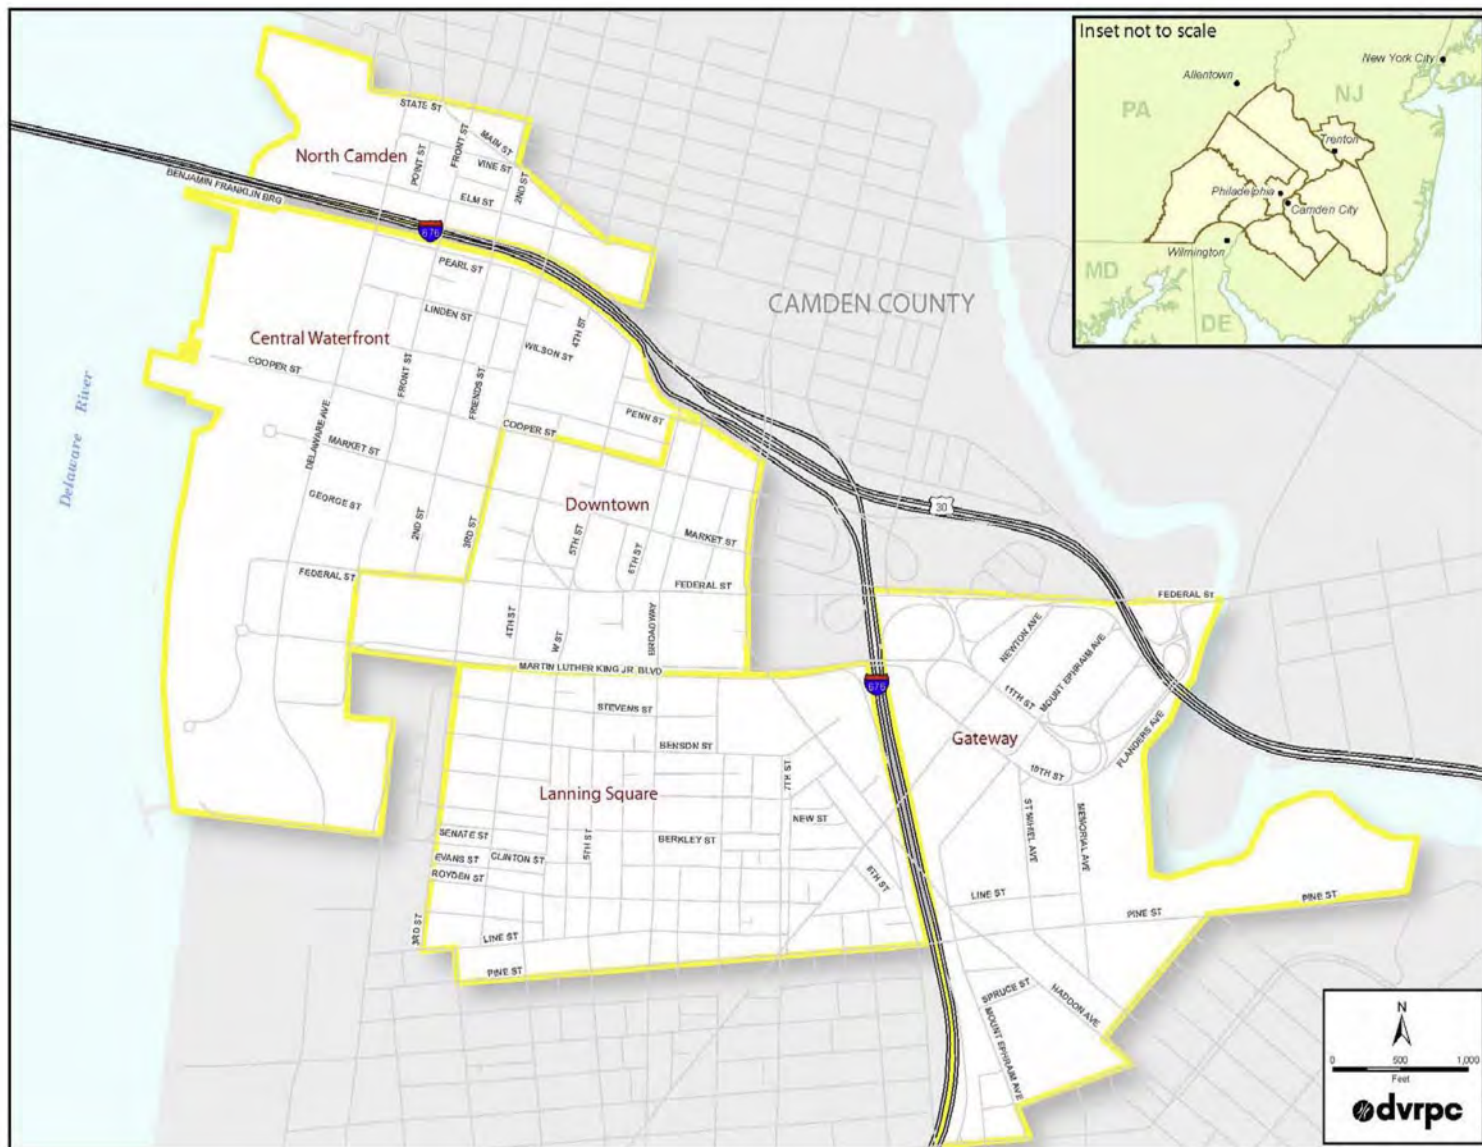 Inset not to scale
New York City
Allentown
PA
NJ
Trenton
Philadelphia
Camden City
Wilmington
MD
DE
STATE ST
MAIN ST
FRONT ST
POINT ST
VINE ST
2ND ST
ELM ST
North Camden
BENJAMIN FRANKLIN BRG
676
PEARL ST
LINDEN ST
4TH ST
WILSON ST
CAMDEN COUNTY
Central Waterfront
COOPER ST
FRONT ST
FRIENDS ST
PENN ST
COOPER ST
DELAWARE AVE
MARKET ST
Delaware River
GEORGE ST
2ND ST
3RD ST
Downtown
5TH ST
6TH ST
MARKET ST
30
FEDERAL ST
FEDERAL ST
FEDERAL ST
4TH ST
W ST
BROADWAY
NEWTON AVE
MOUNT EPHRAIM AVE
MARTIN LUTHER KING JR. BLVD
676
11TH ST
STEVENS ST
BENSON ST
Gateway
FLANDERS AVE
10TH ST
7TH ST
Lanning Square
NEW ST
ST MIHIEL AVE
MEMORIAL AVE
SENATE ST
5TH ST
BERKLEY ST
EVANS ST
CLINTON ST
ROYDEN ST
8TH ST
LINE ST
PINE ST
PINE ST
3RD ST
LINE ST
PINE ST
SPRUCE ST
HADDON AVE
MOUNT EPHRAIM AVE
N
0 500 1,000
Feet
dvrpc